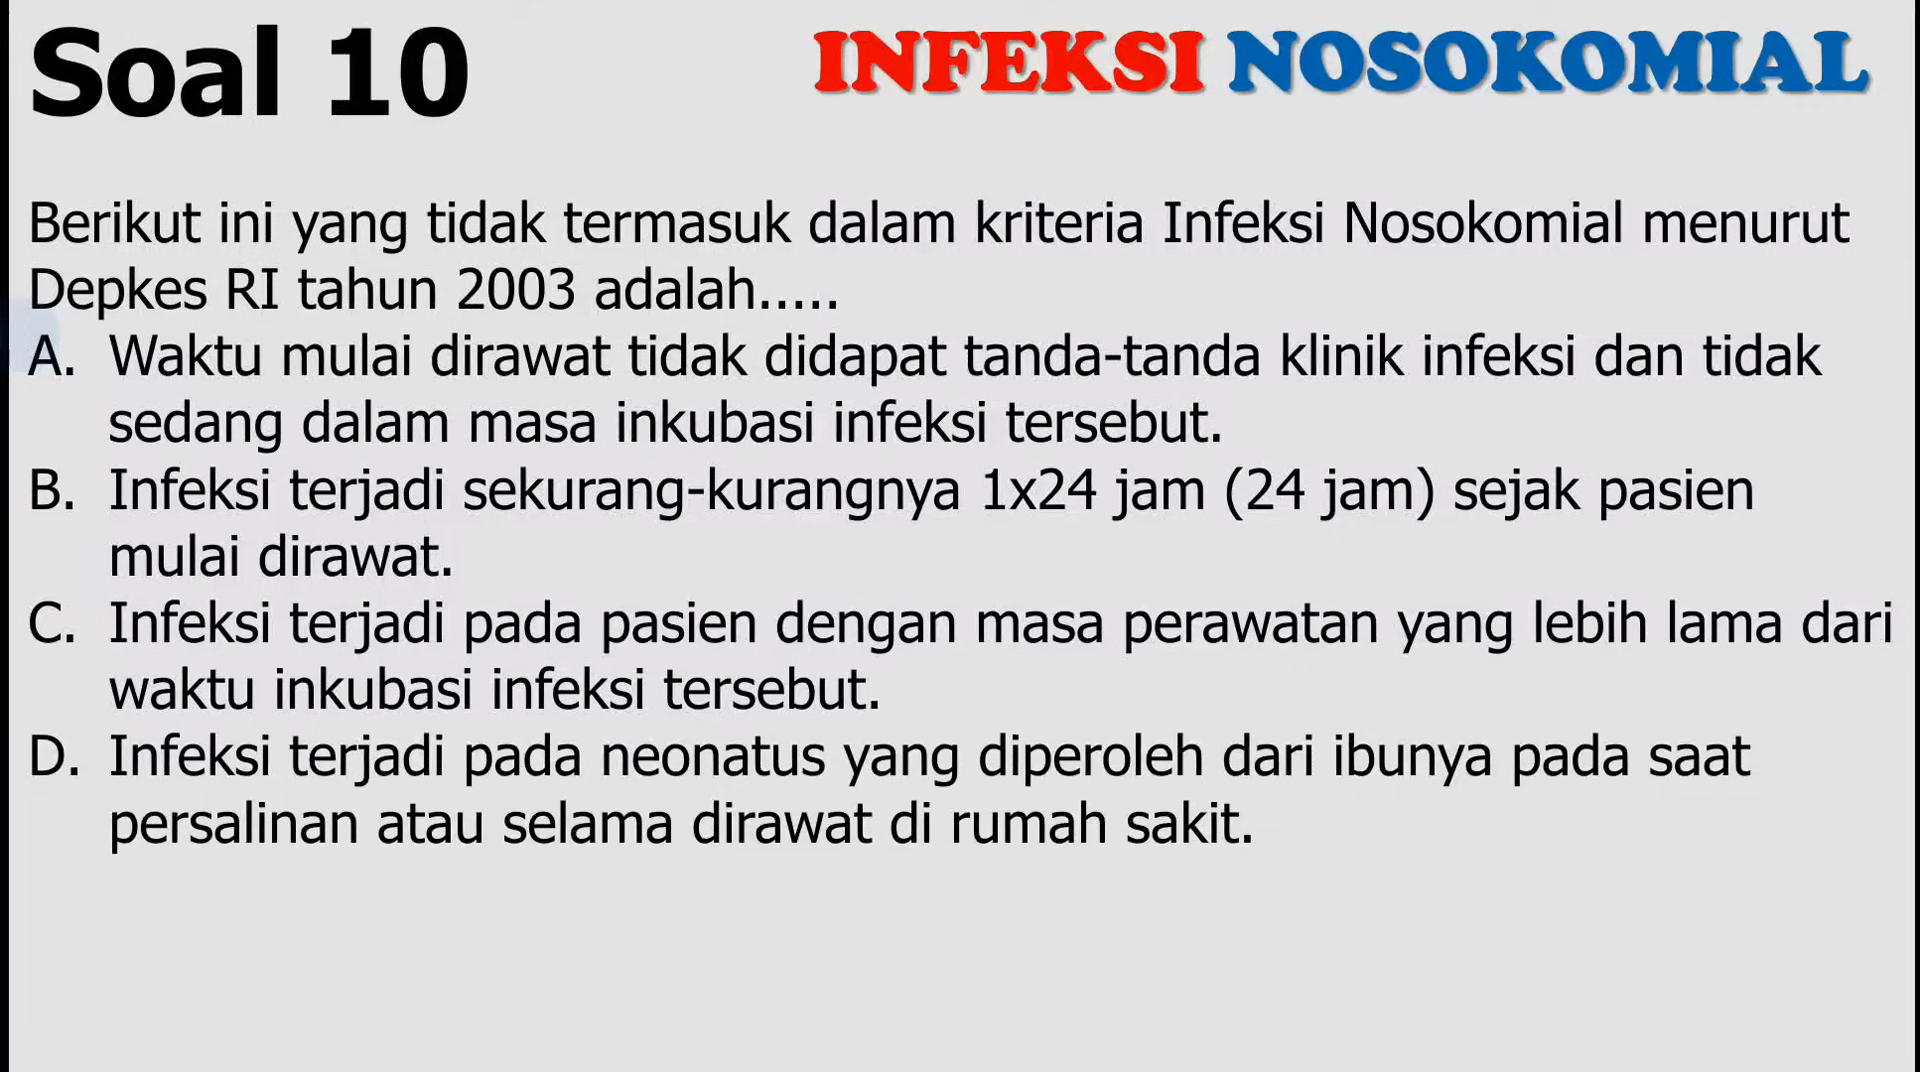 Soal 10
INFEKSI NOSOKOMIAL
Berikut ini yang tidak termasuk dalam kriteria Infeksi Nosokomial menurut
Depkes RI tahun 2003 adalah.....
A. Waktu mulai dirawat tidak didapat tanda-tanda klinik infeksi dan tidak
sedang dalam masa inkubasi infeksi tersebut.
B. Infeksi terjadi sekurang-kurangnya 1x24 jam (24 jam) sejak pasien
mulai dirawat.
C. Infeksi terjadi pada pasien dengan masa perawatan yang lebih lama dari
waktu inkubasi infeksi tersebut.
D. Infeksi terjadi pada neonatus yang diperoleh dari ibunya pada saat
persalinan atau selama dirawat di rumah sakit.